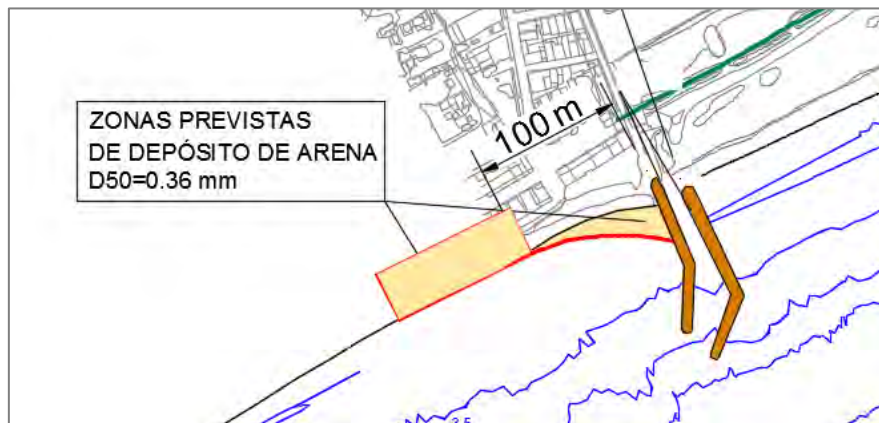 ZONAS PREVISTAS
DE DEPÓSITO DE ARENA
D50=0.36 mm
100 m